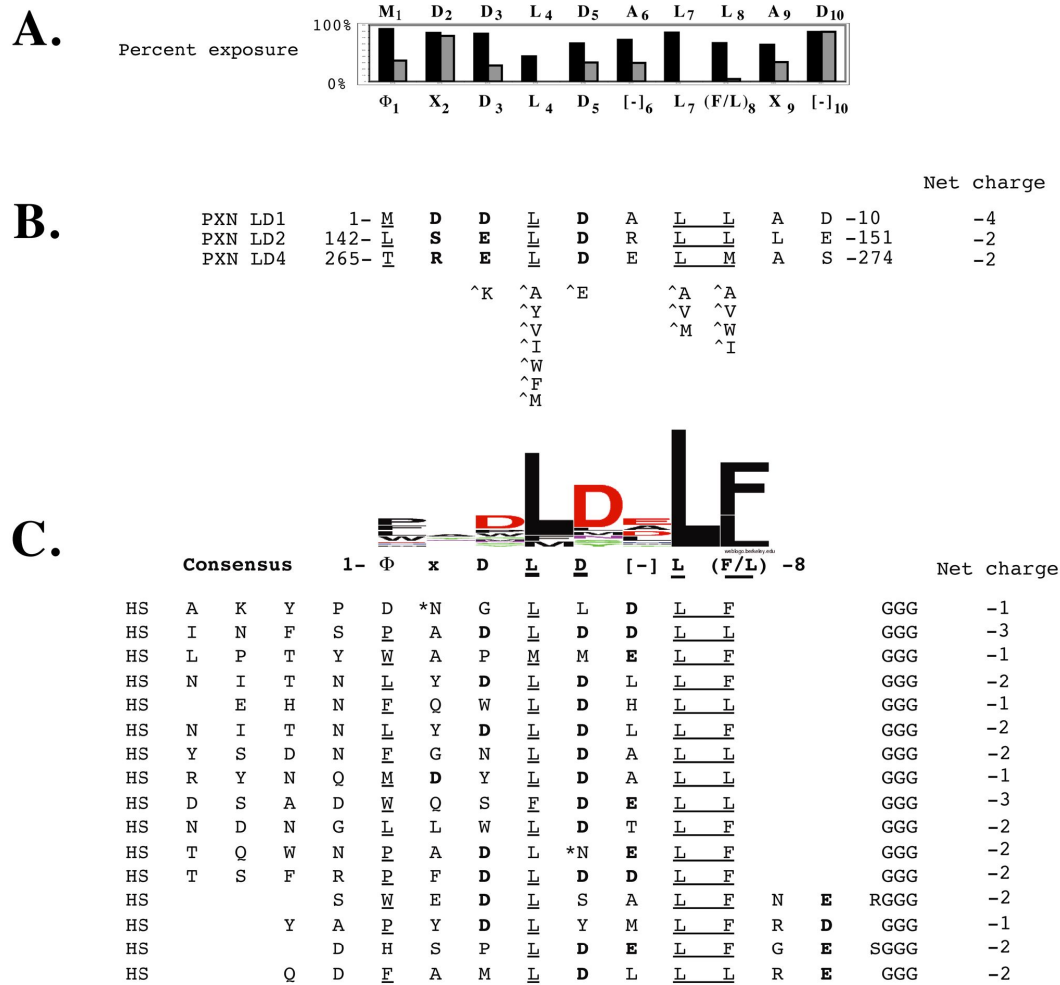 A.
M1 D2 D3 L4 D5 A6 L7 L8 A9 D10
100%
Percent exposure
0%
Φ1 X2 D3 L4 D5 [-]6 L7 (F/L)8 X9 [-]10
Net charge
B.
PXN LD1 1- M D D L D A L L A D -10 -4
PXN LD2 142- L S E L D R L L L E -151 -2
PXN LD4 265- T R E L D E L M A S -274 -2
^K ^A ^E ^A ^A
^Y ^V ^V
^V ^M ^W
^I ^I
^W
^F
^M
weblogo.berkeley.edu
C.
Consensus 1- Φ x D L D [-] L (F/L) -8 Net charge
HS A K Y P D *N G L L D L F GGG -1
HS I N F S P A D L D D L L GGG -3
HS L P T Y W A P M M E L F GGG -1
HS N I T N L Y D L D L L F GGG -2
HS E H N F Q W L D H L L GGG -1
HS N I T N L Y D L D L L F GGG -2
HS Y S D N F G N L D A L L GGG -2
HS R Y N Q M D Y L D A L L GGG -1
HS D S A D W Q S F D E L L GGG -3
HS N D N G L L W L D T L F GGG -2
HS T Q W N P A D L *N E L F GGG -2
HS T S F R P F D L D D L F GGG -2
HS S W E D L S A L F N E RGGG -2
HS Y A P Y D L Y M L F R D GGG -1
HS D H S P L D E L F G E SGGG -2
HS Q D F A M L D L L L R E GGG -2